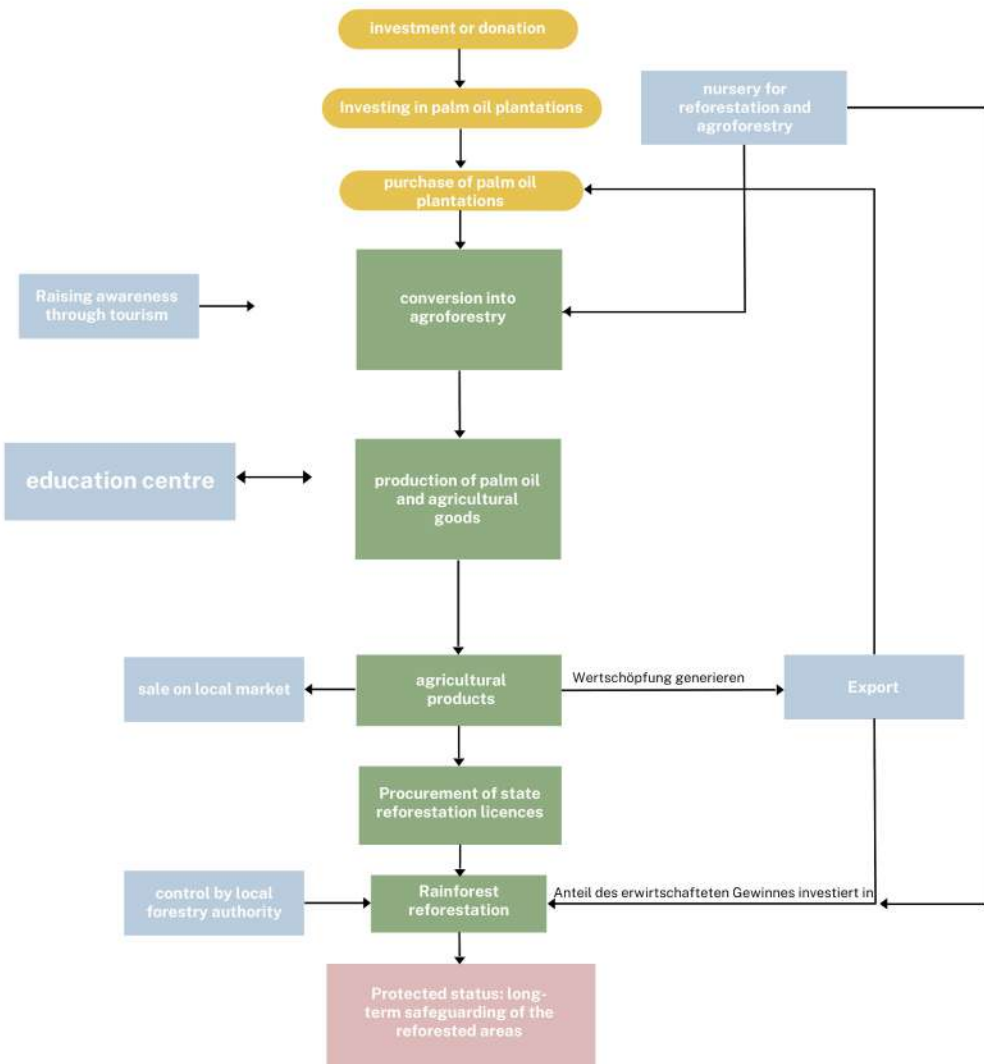 investment or donation
Investing in palm oil plantations
nursery for
reforestation and
agroforestry
purchase of palm oil
plantations
Raising awareness
through tourism
conversion into
agroforestry
education centre
production of palm oil
and agricultural
goods
sale on local market
agricultural
products
Wertschöpfung generieren
Export
Procurement of state
reforestation licences
control by local
forestry authority
Rainforest
reforestation
Anteil des erwirtschafteten Gewinnes investiert in
Protected status: long-
term safeguarding of the
reforested areas